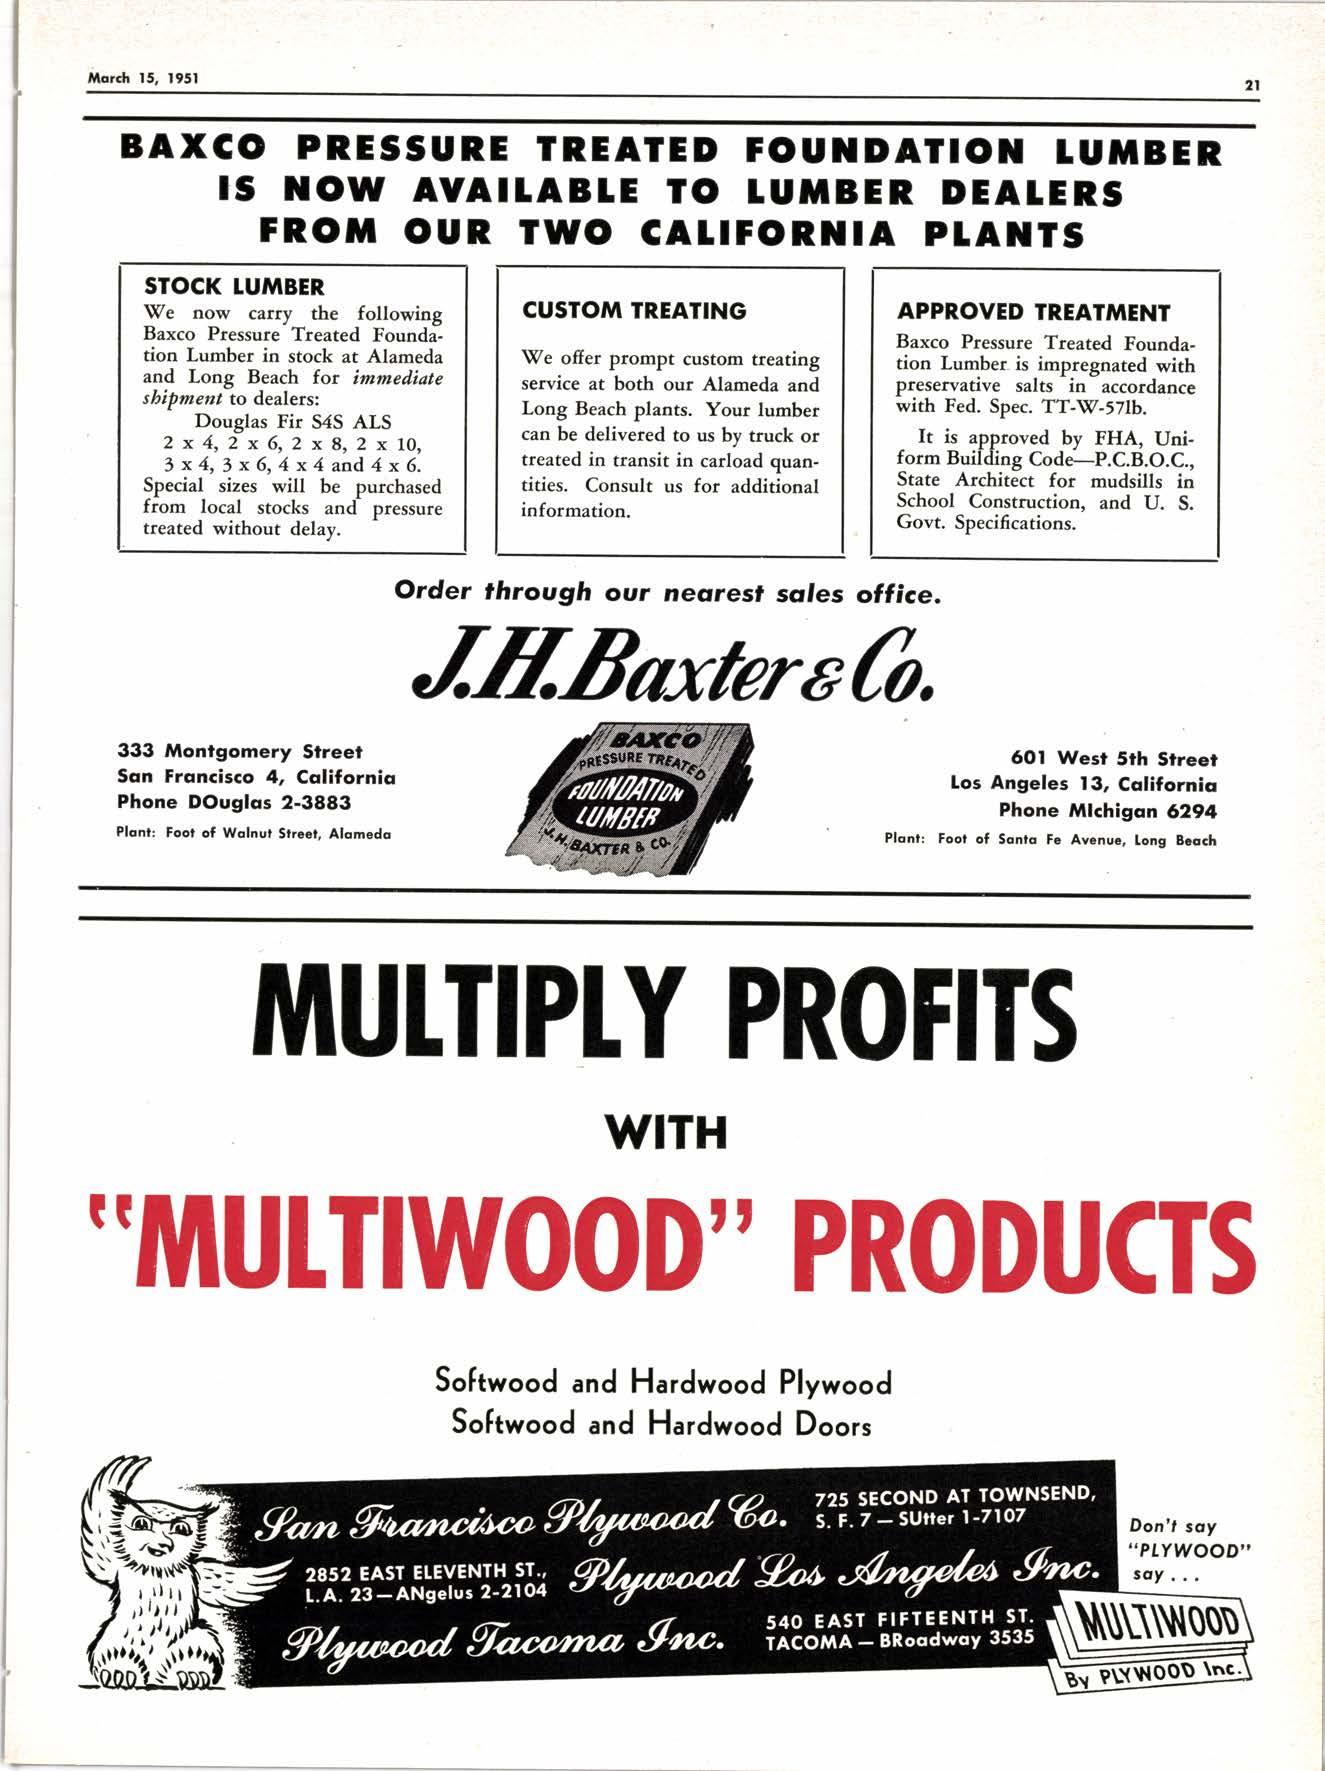 March 15, 1951
21
BAXCO PRESSURE TREATED FOUNDATION LUMBER
IS NOW AVAILABLE TO LUMBER DEALERS
FROM OUR TWO CALIFORNIA PLANTS
STOCK LUMBER
We now carry the following
Baxco Pressure Treated Founda-
tion Lumber in stock at Alameda
and Long Beach for immediate
shipment to dealers:
Douglas Fir S4S ALS
2 x 4, 2 x 6, 2 x 8, 2 x 10,
3 x 4, 3 x 6, 4 x 4 and 4 x 6.
Special sizes will be purchased
from local stocks and pressure
treated without delay.
CUSTOM TREATING
We offer prompt custom treating
service at both our Alameda and
Long Beach plants. Your lumber
can be delivered to us by truck or
treated in transit in carload quan-
tities. Consult us for additional
information.
APPROVED TREATMENT
Baxco Pressure Treated Founda-
tion Lumber is impregnated with
preservative salts in accordance
with Fed. Spec. TT-W-571b.
It is approved by FHA, Uni-
form Building Code—P.C.B.O.C.,
State Architect for mudsills in
School Construction, and U. S.
Govt. Specifications.
Order through our nearest sales office.
J.H.Baxter & Co.
333 Montgomery Street
San Francisco 4, California
Phone DOuglas 2-3883
Plant: Foot of Walnut Street, Alameda
BAXCO
PRESSURE TREATED
FOUNDATION
LUMBER
J.H. BAXTER & CO.
601 West 5th Street
Los Angeles 13, California
Phone MIchigan 6294
Plant: Foot of Santa Fe Avenue, Long Beach
MULTIPLY PROFITS
WITH
"MULTIWOOD" PRODUCTS
Softwood and Hardwood Plywood
Softwood and Hardwood Doors
San Francisco Plywood Co.
725 SECOND AT TOWNSEND,
S. F. 7 — SUtter 1-7107
2852 EAST ELEVENTH ST.,
L.A. 23—ANgelus 2-2104
Plywood Los Angeles Inc.
Plywood Tacoma Inc.
540 EAST FIFTEENTH ST.
TACOMA — BRoadway 3535
Don't say
"PLYWOOD"
say . . .
MULTIWOOD
By PLYWOOD Inc.